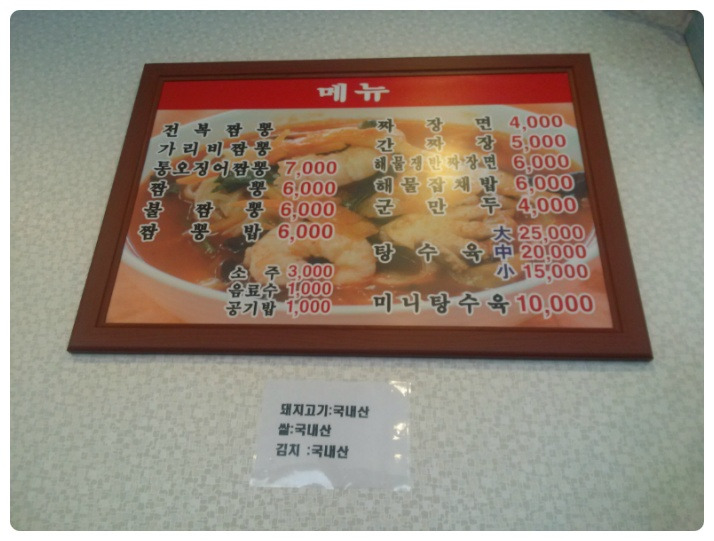 메뉴
전복짬뽕
가리비짬뽕
통오징어짬뽕 7,000
짬뽕 6,000
불짬뽕 6,000
짬뽕밥 6,000
소주 3,000
음료수 1,000
공기밥 1,000
짜장면 4,000
간짜장 5,000
해물쟁반짜장면 6,000
해물잡채밥 6,000
군만두 4,000
大 25,000
탕수육 中 20,000
小 15,000
미니탕수육 10,000
돼지고기:국내산
쌀:국내산
김치 :국내산